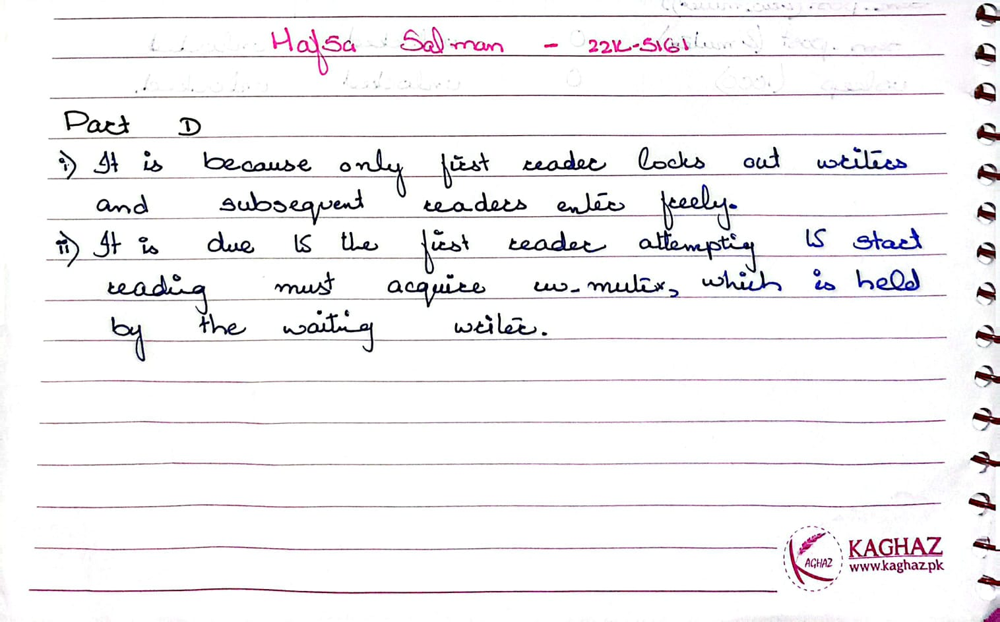 Hafsa Salman - 22K-5161
Part D
i) It is because only first reader locks out writers
and subsequent readers enter freely.
ii) It is due to the first reader attempting to start
reading must acquire rw-mutex, which is held
by the waiting writer.
KAGHAZ
AGHAZ
www.kaghaz.pk